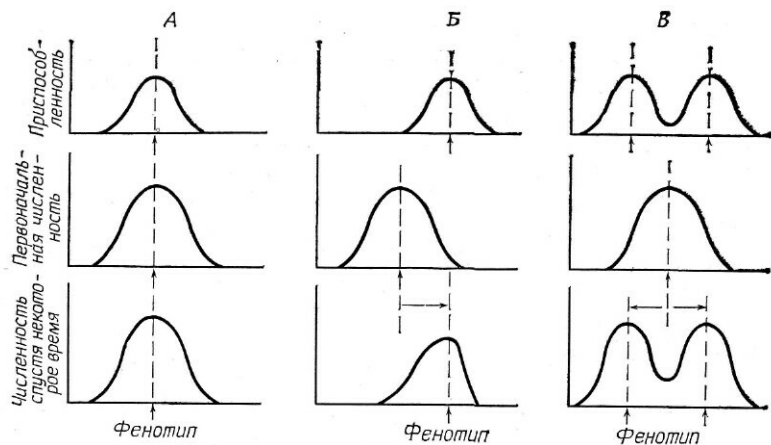 А
Б
В
Приспособ-
ленность
Первоначаль-
ная числен-
ность
Численность
спустя некото-
рое время
Фенотип
Фенотип
Фенотип